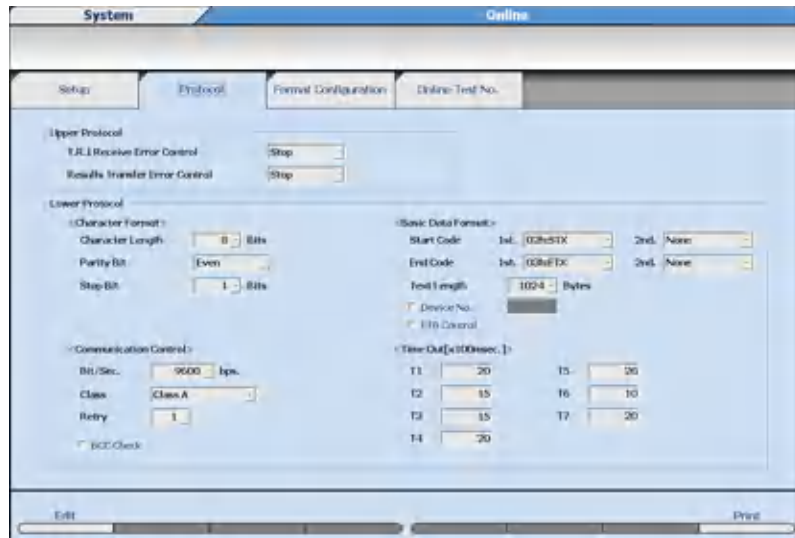 System
Online
Setup
Protocol
Format Configuration
Online Test No.
Upper Protocol
T.R.I Receive Error Control Stop
Results Transfer Error Control Stop
Lower Protocol
<Character Format>
Character Length 8 Bits
Parity Bit Even
Stop Bit 1 Bits
<Basic Data Format>
Start Code 1st. 02h:STX 2nd. None
End Code 1st. 03h:ETX 2nd. None
Text Length 1024 Bytes
Device No.
ETB Control
<Communication Control>
Bit/Sec. 9600 bps.
Class Class A
Retry 1
BCC Check
<Time Out[x100msec.]>
T1 20 T5 20
T2 15 T6 10
T3 15 T7 20
T4 20
Edit
Print